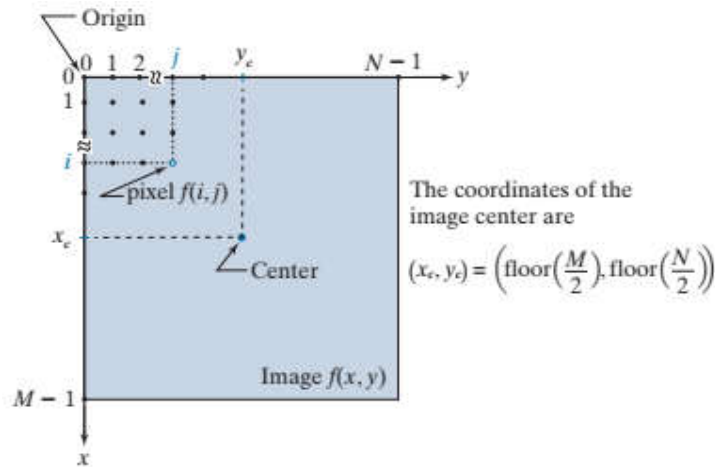 Origin
0 1 2 j y_c N − 1 y
0
1
i
pixel f(i, j)
The coordinates of the
image center are
x_c
Center
(x_c, y_c) = (floor(M/2), floor(N/2))
Image f(x, y)
M − 1
x